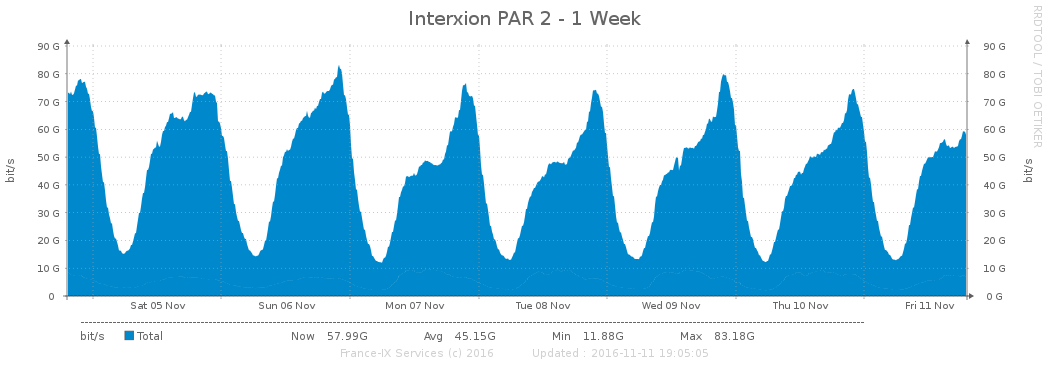 Interxion PAR 2 - 1 Week
RRDTOOL / TOBI OETIKER
90 G 90 G
80 G 80 G
70 G 70 G
60 G 60 G
50 G 50 G
40 G 40 G
30 G 30 G
20 G 20 G
10 G 10 G
0 0 G
bit/s bit/s
Sat 05 Nov Sun 06 Nov Mon 07 Nov Tue 08 Nov Wed 09 Nov Thu 10 Nov Fri 11 Nov
bit/s Total Now 57.99G Avg 45.15G Min 11.88G Max 83.18G
France-IX Services (c) 2016 Updated : 2016-11-11 19:05:05